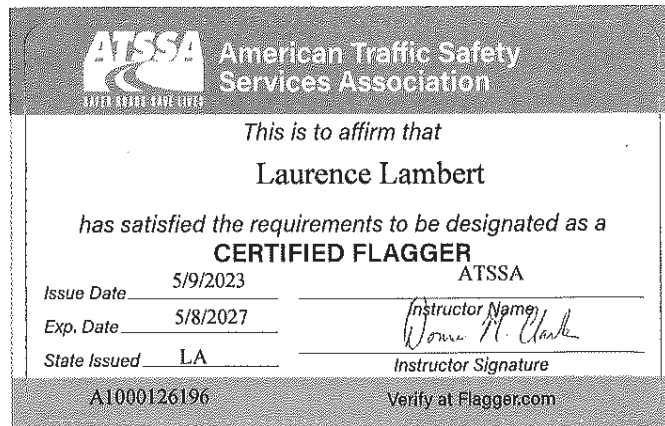 ATSSA
SAFER ROADS SAVE LIVES
American Traffic Safety
Services Association
This is to affirm that
Laurence Lambert
has satisfied the requirements to be designated as a
CERTIFIED FLAGGER
Issue Date 5/9/2023
ATSSA
Instructor Name
Exp. Date 5/8/2027
Donna M. Clark
State Issued LA
Instructor Signature
A1000126196
Verify at Flagger.com